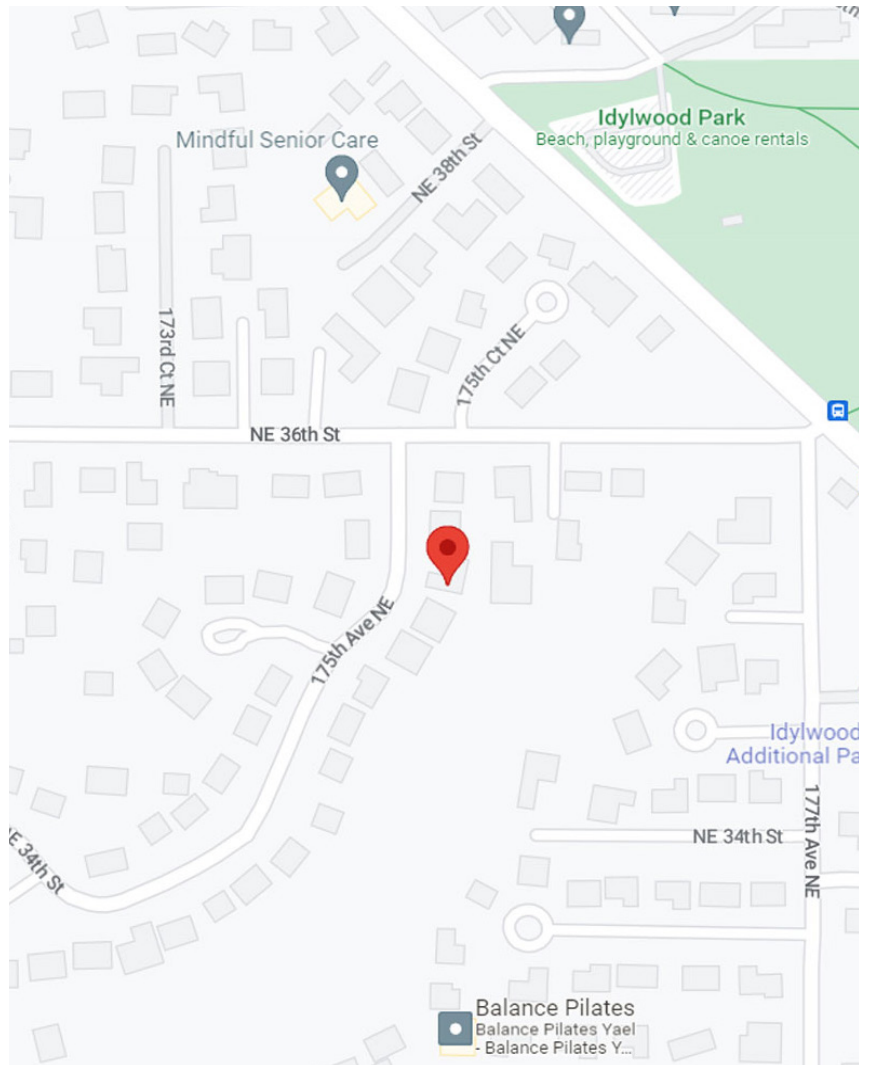 Idylwood Park
Beach, playground & canoe rentals
Mindful Senior Care
NE 38th St
175th Ct NE
173rd Ct NE
NE 36th St
175th Ave NE
Idylwood
Additional Pa
177th Ave NE
NE 34th St
NE 34th St
Balance Pilates
Balance Pilates Yael
- Balance Pilates Y...